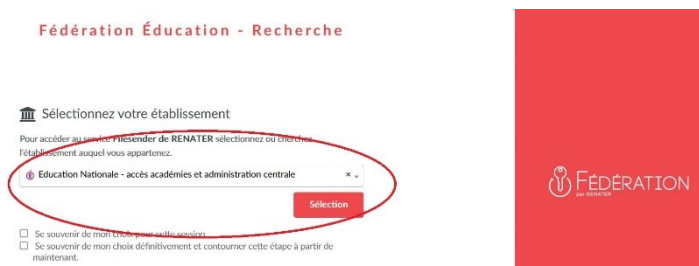 Fédération Éducation - Recherche
Sélectionnez votre établissement
Pour accéder au service Filesender de RENATER sélectionnez ou cherchez
l'établissement auquel vous appartenez.
Education Nationale - accès académies et administration centrale
Sélection
Se souvenir de mon choix pour cette session.
Se souvenir de mon choix définitivement et contourner cette étape à partir de
maintenant.
FÉDÉRATION
par RENATER